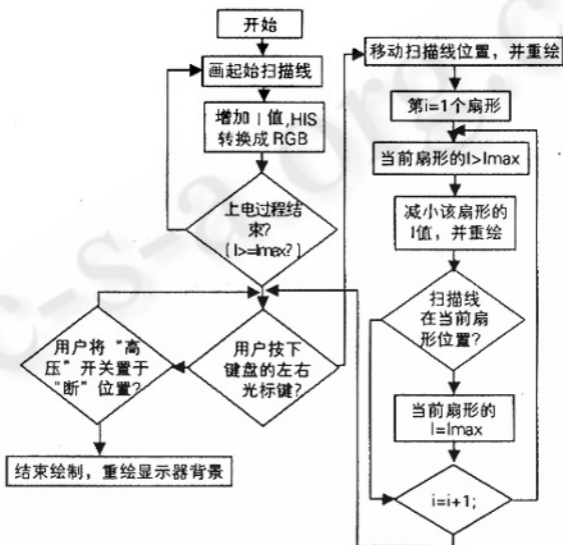 开始
画起始扫描线
增加 I 值,HIS
转换成 RGB
上电过程结
束?
(I>=Imax?)
用户按下
键盘的左右
光标键?
用户将“高
压”开关置于
“断”位置?
结束绘制，重绘显示器背景
移动扫描线位置，并重绘
第i=1个扇形
当前扇形的I>Imax
减小该扇形的
I值，并重绘
扫描线
在当前扇
形位置?
当前扇形的
I=Imax
i=i+1;
c-s-a.org.c